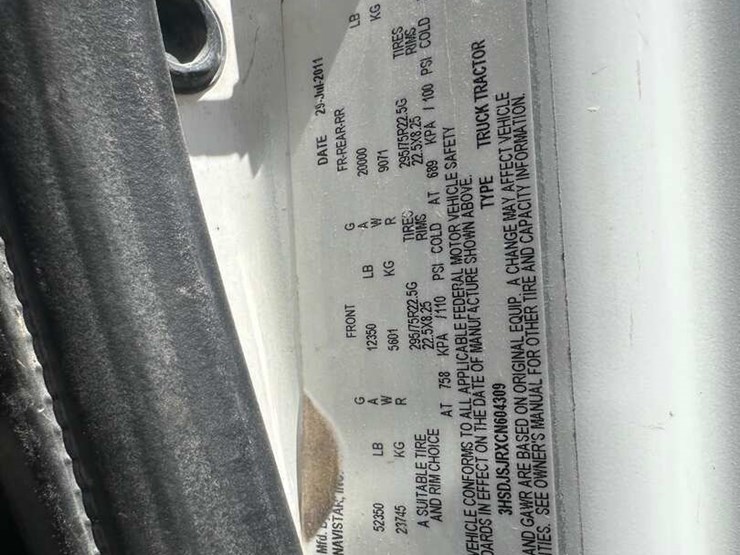 Mfd. by DATE 29-Jul-2011
NAVISTAR, INC. FRONT FR-REAR-RR
52350 LB G 12350 LB G 20000 LB
23745 KG A W R 5601 KG A W R 9071 KG
A SUITABLE TIRE 295/75R22.5G TIRES 295/75R22.5G TIRES
AND RIM CHOICE 22.5X8.25 RIMS 22.5X8.25 RIMS
AT 758 KPA /110 PSI COLD AT 689 KPA / 100 PSI COLD
VEHICLE CONFORMS TO ALL APPLICABLE FEDERAL MOTOR VEHICLE SAFETY
IN EFFECT ON THE DATE OF MANUFACTURE SHOWN ABOVE.
3HSDJSJRXCN604309 TYPE TRUCK TRACTOR
AND GAWR ARE BASED ON ORIGINAL EQUIP. A CHANGE MAY AFFECT VEHICLE
SEE OWNER'S MANUAL FOR OTHER TIRE AND CAPACITY INFORMATION.